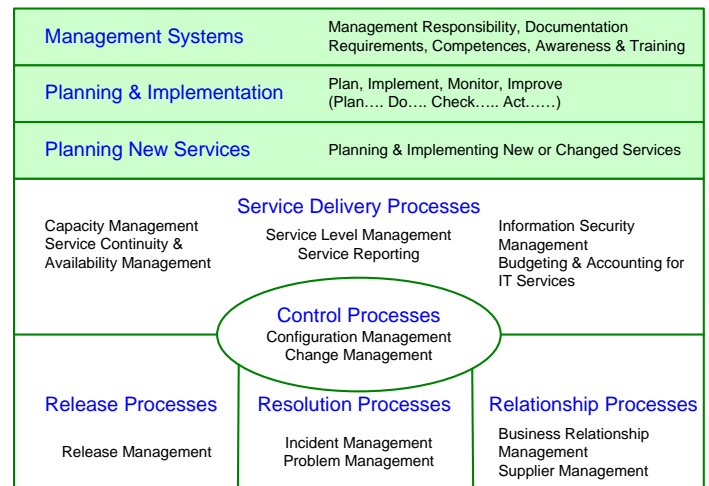 Management Systems
Management Responsibility, Documentation
Requirements, Competences, Awareness & Training
Planning & Implementation
Plan, Implement, Monitor, Improve
(Plan…. Do…. Check….. Act……)
Planning New Services
Planning & Implementing New or Changed Services
Service Delivery Processes
Capacity Management
Service Continuity &
Availability Management
Service Level Management
Service Reporting
Information Security
Management
Budgeting & Accounting for
IT Services
Control Processes
Configuration Management
Change Management
Release Processes
Release Management
Resolution Processes
Incident Management
Problem Management
Relationship Processes
Business Relationship
Management
Supplier Management